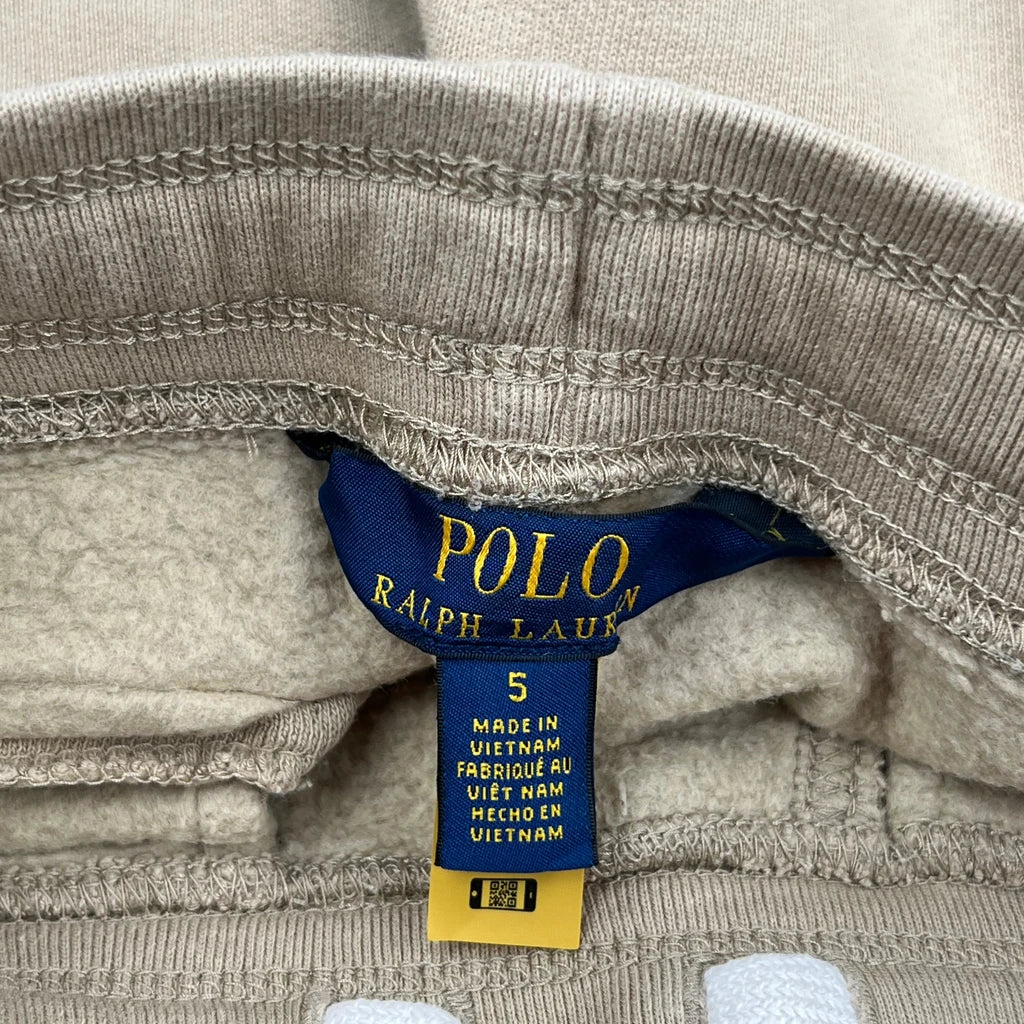 POLO
RALPH LAUREN
5
MADE IN
VIETNAM
FABRIQUÉ AU
VIÊT NAM
HECHO EN
VIETNAM